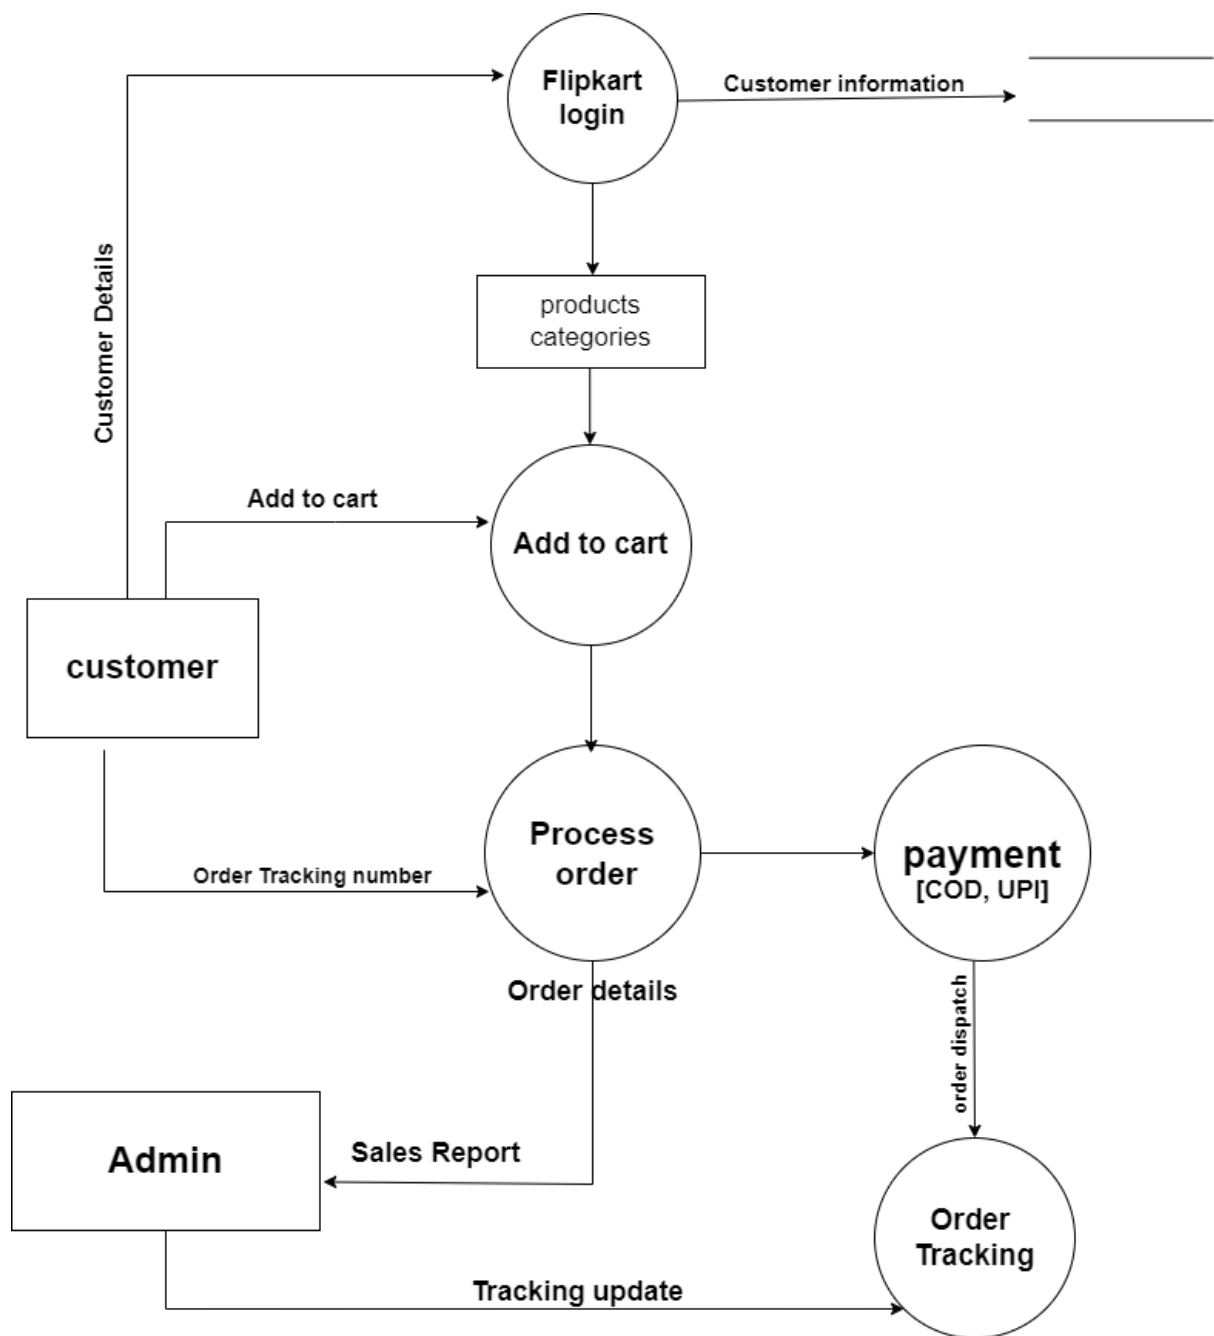 Flipkart
login
Customer information
Customer Details
products
categories
Add to cart
Add to cart
customer
Process
order
payment
[COD, UPI]
Order Tracking number
Order details
order dispatch
Admin
Sales Report
Order
Tracking
Tracking update